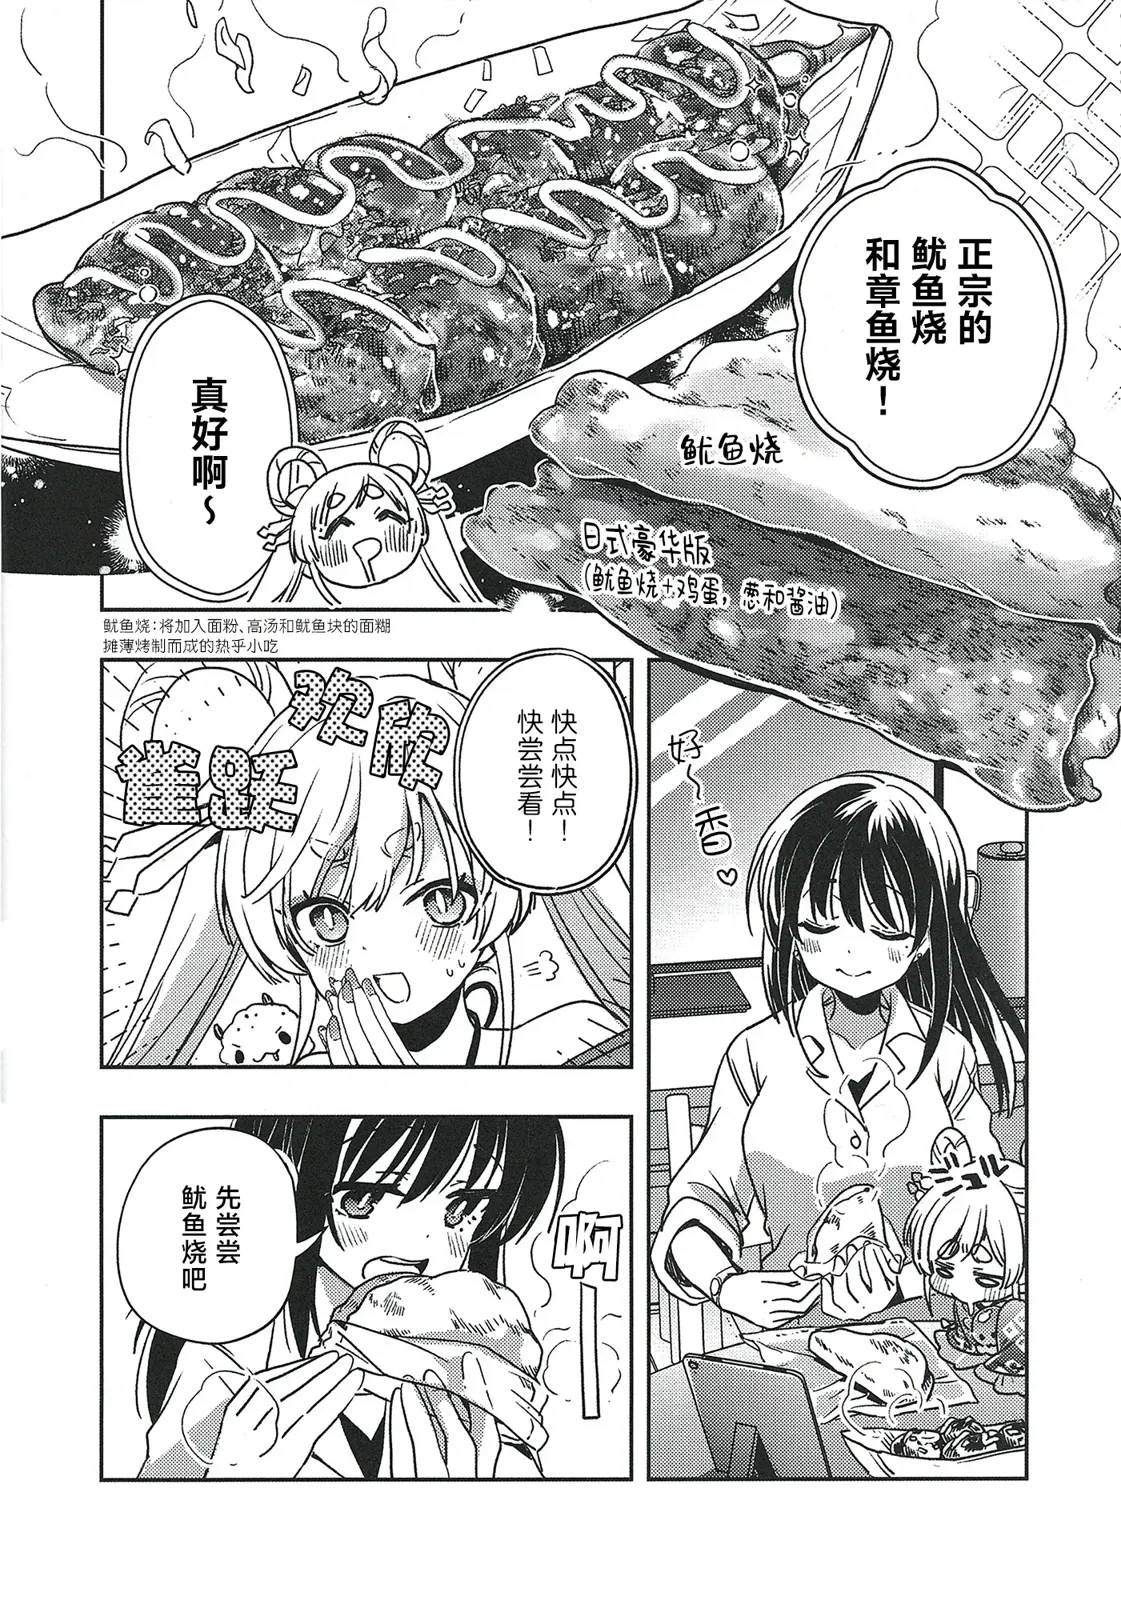 正宗的
鱿鱼烧
和章鱼烧！
鱿鱼烧
日式豪华版
(鱿鱼烧+鸡蛋，葱和酱油)
真好啊～
鱿鱼烧：将加入面粉、高汤和鱿鱼块的面糊
摊薄烤制而成的热乎小吃
好～香♡
ジュル
快点快点！
快尝尝看！
欢欣
雀跃
先尝尝
鱿鱼烧吧
啊——